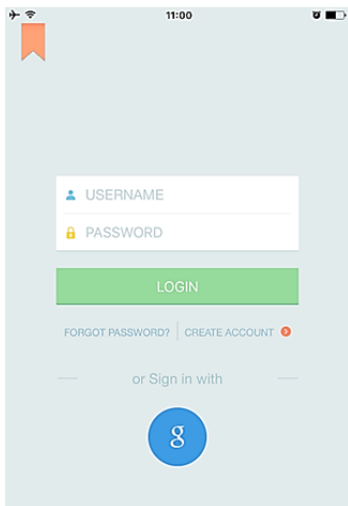 11:00
USERNAME
PASSWORD
LOGIN
FORGOT PASSWORD? CREATE ACCOUNT
or Sign in with
g